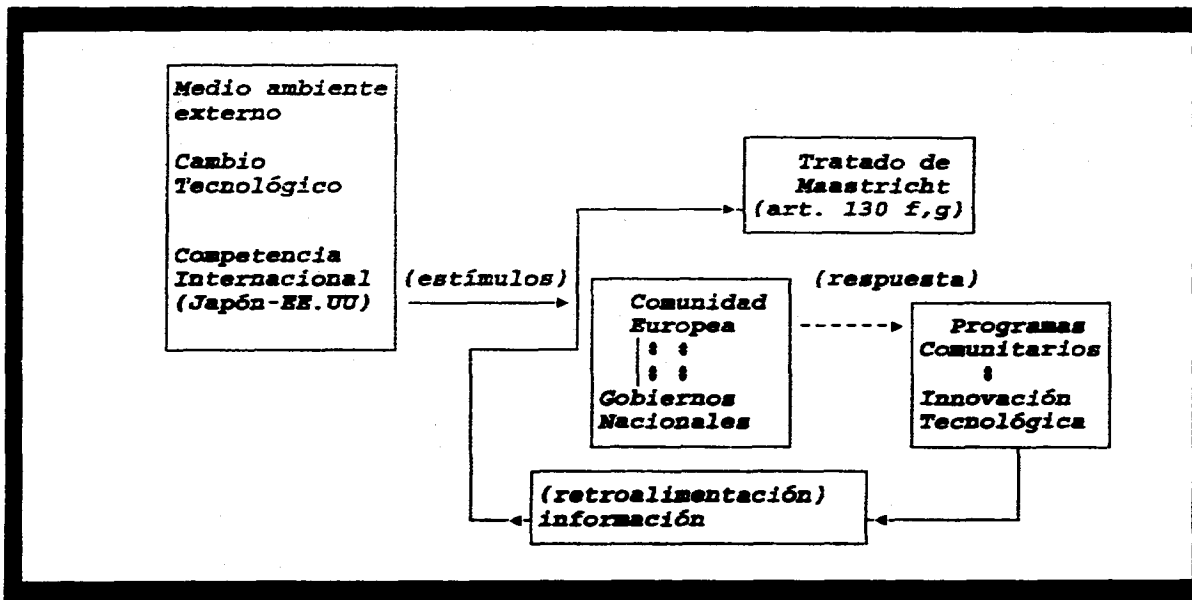 Medio ambiente
externo
Cambio
Tecnológico
Competencia
Internacional
(Japón-EE.UU)
(estímulos)
Tratado de
Maastricht
(art. 130 f,g)
Comunidad
Europea
Gobiernos
Nacionales
(respuesta)
Programas
Comunitarios
Innovación
Tecnológica
(retroalimentación)
información